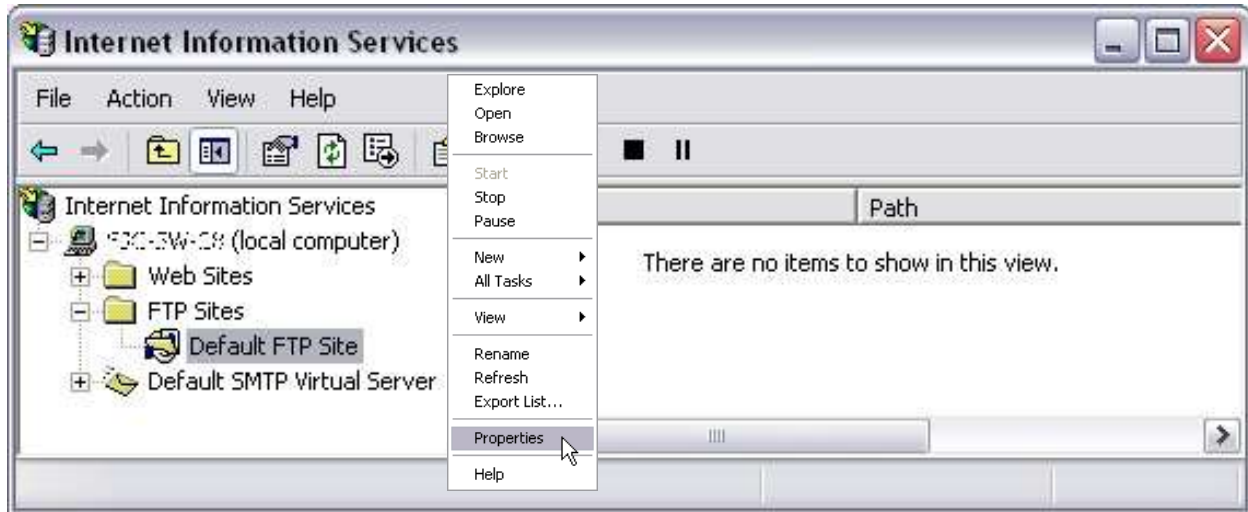 Internet Information Services
File Action View Help
Explore
Open
Browse
Start
Stop
Pause
New
All Tasks
View
Rename
Refresh
Export List...
Properties
Help
Internet Information Services
(local computer)
Web Sites
FTP Sites
Default FTP Site
Default SMTP Virtual Server
Path
There are no items to show in this view.